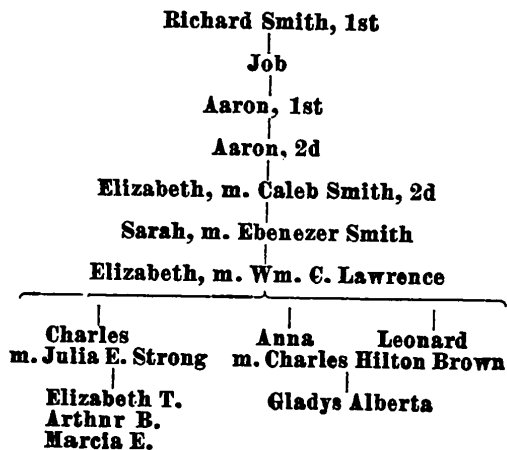 Richard Smith, 1st
Job
Aaron, 1st
Aaron, 2d
Elizabeth, m. Caleb Smith, 2d
Sarah, m. Ebenezer Smith
Elizabeth, m. Wm. C. Lawrence
Charles
m. Julia E. Strong
Elizabeth T.
Arthnr B.
Marcia E.
Anna
m. Charles Hilton Brown
Gladys Alberta
Leonard